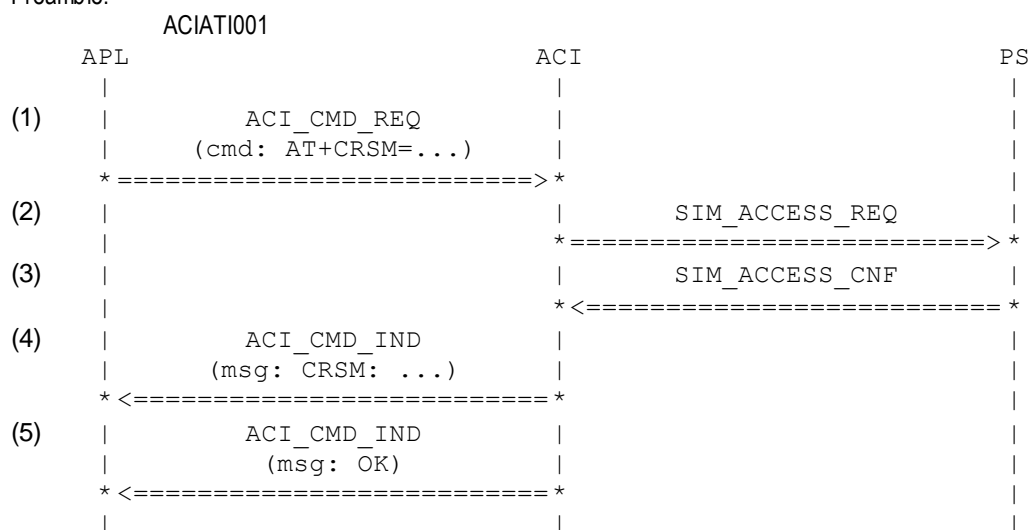 Preamble:
ACIATI001
APL ACI PS
| | |
(1) | ACI_CMD_REQ | |
| (cmd: AT+CRSM=...) | |
*==========================>* |
(2) | | SIM_ACCESS_REQ |
| *==========================>*
(3) | | SIM_ACCESS_CNF |
| *<==========================*
(4) | ACI_CMD_IND | |
| (msg: CRSM: ...) | |
*<==========================* |
(5) | ACI_CMD_IND | |
| (msg: OK) | |
*<==========================* |
| | |